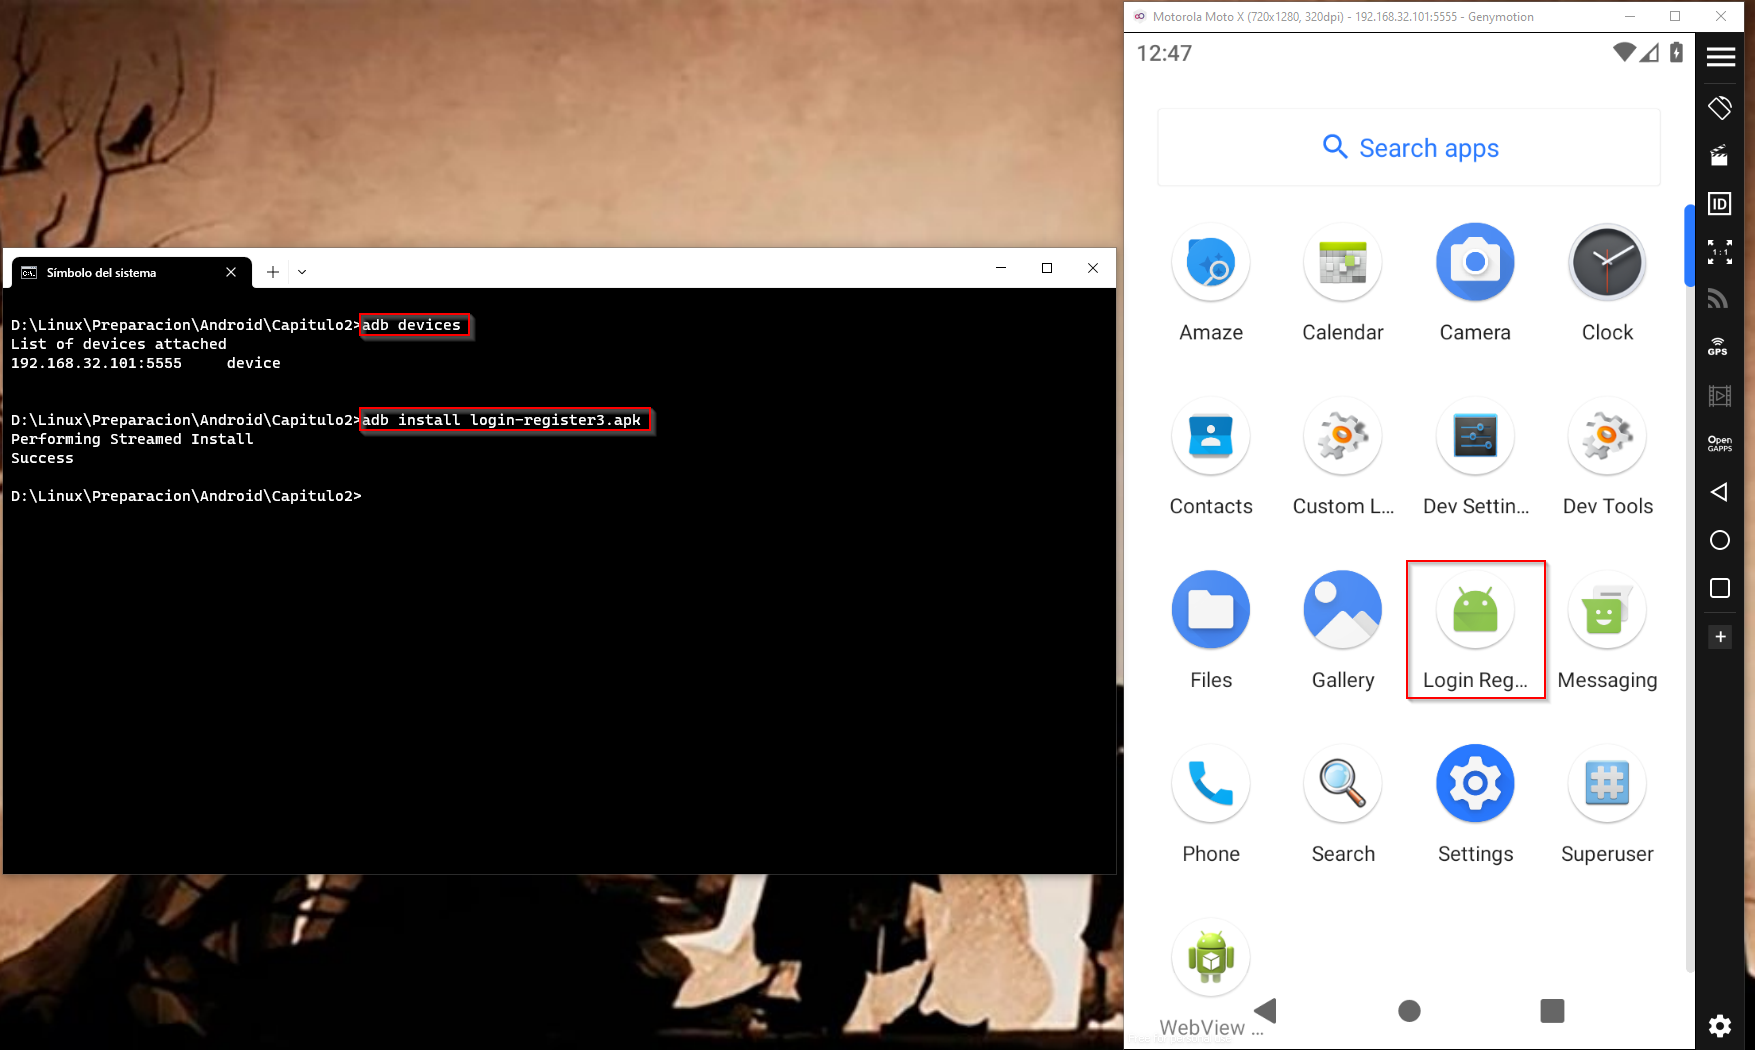 Motorola Moto X (720x1280, 320dpi) - 192.168.32.101:5555 - Genymotion
12:47
Search apps
Amaze
Calendar
Camera
Clock
Contacts
Custom L...
Dev Settin...
Dev Tools
Files
Gallery
Login Reg...
Messaging
Phone
Search
Settings
Superuser
WebView ...
ID
1:1
GPS
Open
GAPPS
Símbolo del sistema
D:\Linux\Preparacion\Android\Capitulo2>adb devices
List of devices attached
192.168.32.101:5555 device
D:\Linux\Preparacion\Android\Capitulo2>adb install login-register3.apk
Performing Streamed Install
Success
D:\Linux\Preparacion\Android\Capitulo2>